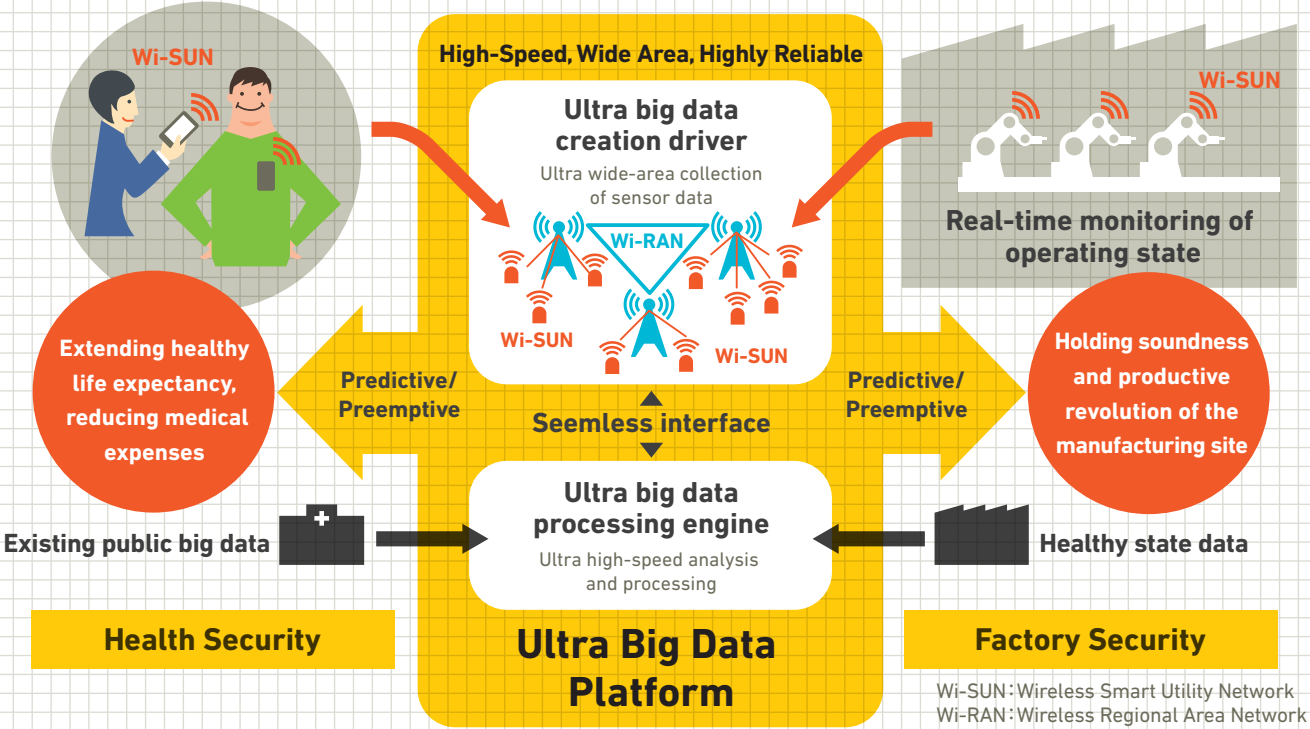 Wi-SUN
High-Speed, Wide Area, Highly Reliable
Ultra big data
creation driver
Ultra wide-area collection
of sensor data
Wi-RAN
Wi-SUN
Wi-SUN
Wi-SUN
Real-time monitoring of
operating state
Extending healthy
life expectancy,
reducing medical
expenses
Predictive/
Preemptive
Seemless interface
Predictive/
Preemptive
Holding soundness
and productive
revolution of the
manufacturing site
Existing public big data
Ultra big data
processing engine
Ultra high-speed analysis
and processing
Healthy state data
Health Security
Ultra Big Data
Platform
Factory Security
Wi-SUN:Wireless Smart Utility Network
Wi-RAN:Wireless Regional Area Network